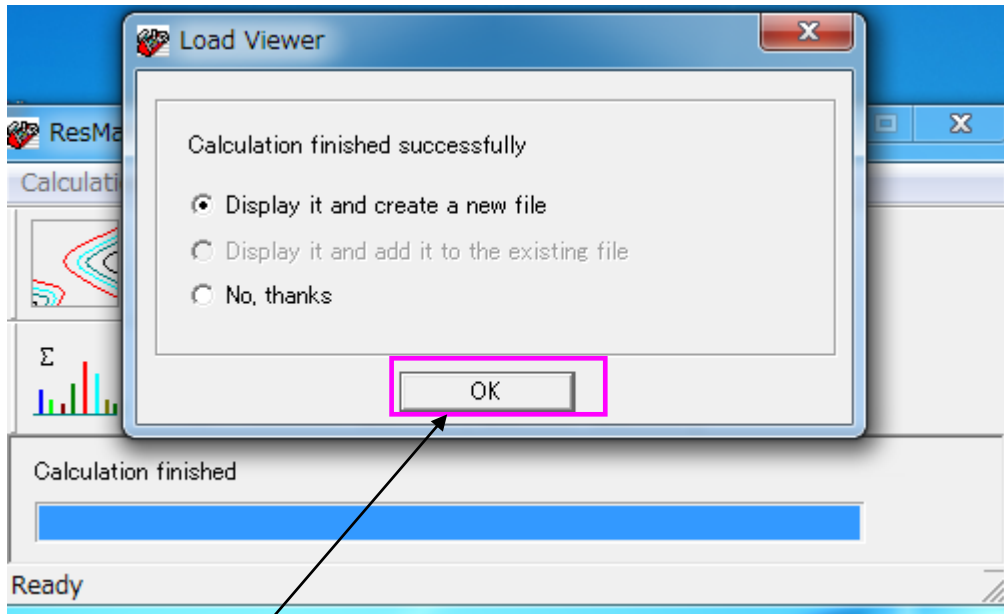 Load Viewer
ResMa
Calculati
Calculation finished successfully
Display it and create a new file
Display it and add it to the existing file
No, thanks
Σ
OK
Calculation finished
Ready